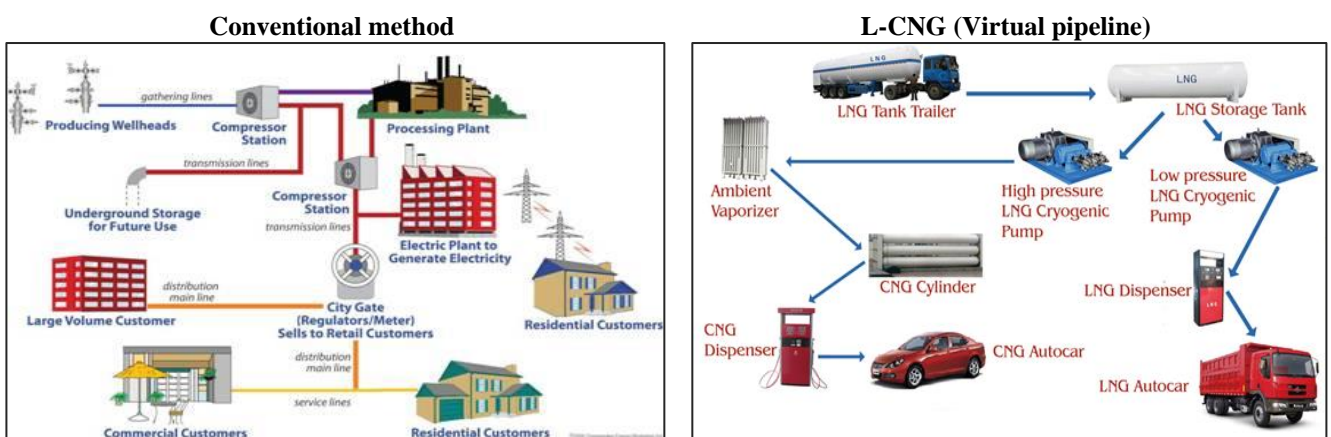 Conventional method
gathering lines
Producing Wellheads
Compressor
Station
Processing Plant
transmission lines
Underground Storage
for Future Use
Compressor
Station
transmission lines
Electric Plant to
Generate Electricity
distribution
main line
Large Volume Customer
City Gate
(Regulators/Meter)
Sells to Retail Customers
Residential Customers
distribution
main line
service lines
Commercial Customers
Residential Customers
L-CNG (Virtual pipeline)
LNG
LNG Tank Trailer
LNG
LNG Storage Tank
Ambient
Vaporizer
High pressure
LNG Cryogenic
Pump
Low pressure
LNG Cryogenic
Pump
CNG Cylinder
LNG Dispenser
LNG
CNG
Dispenser
CNG Autocar
LNG Autocar